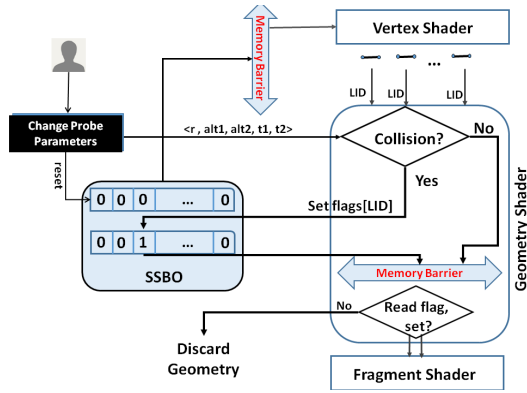 Memory Barrier
Vertex Shader
...
LID LID LID
Change Probe
Parameters
<r , alt1, alt2, t1, t2>
Collision?
No
Yes
reset
0 0 0 ... 0
Set flags[LID]
0 0 1 ... 0
SSBO
Memory Barrier
Geometry Shader
Read flag,
set?
No
Discard
Geometry
Fragment Shader